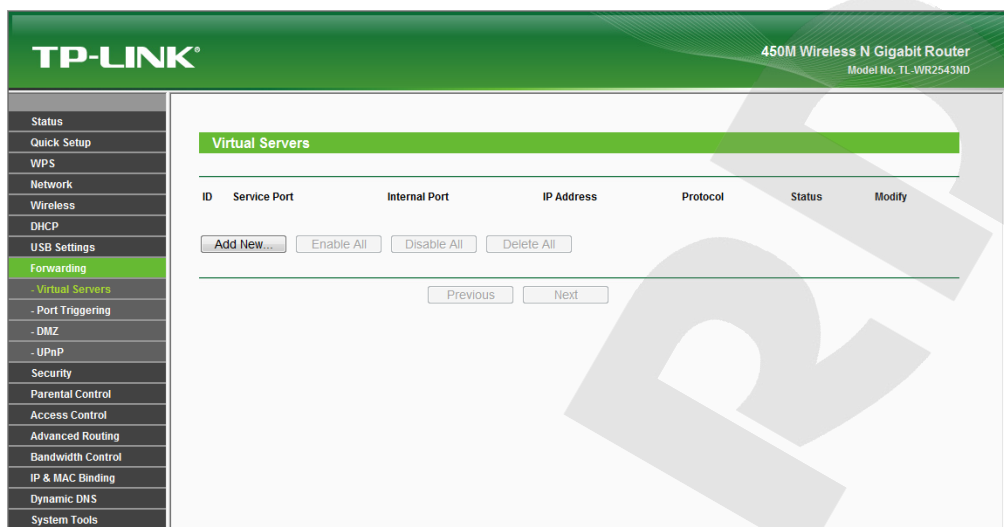 TP-LINK®
450M Wireless N Gigabit Router
Model No. TL-WR2543ND
Status
Quick Setup
WPS
Network
Wireless
DHCP
USB Settings
Forwarding
- Virtual Servers
- Port Triggering
- DMZ
- UPnP
Security
Parental Control
Access Control
Advanced Routing
Bandwidth Control
IP & MAC Binding
Dynamic DNS
System Tools
Virtual Servers
ID Service Port Internal Port IP Address Protocol Status Modify
Add New... Enable All Disable All Delete All
Previous Next